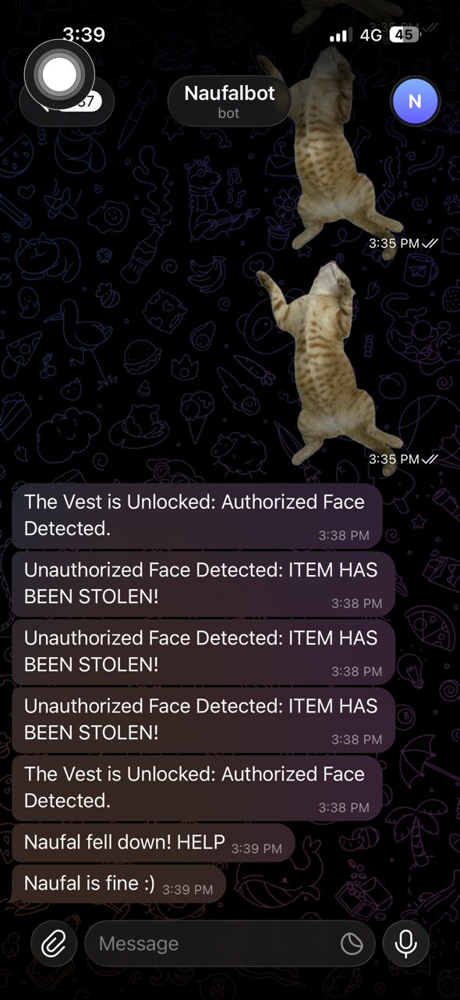 3:39
4G
45
37
Naufalbot
bot
N
3:35 PM
3:35 PM
The Vest is Unlocked: Authorized Face
Detected.
3:38 PM
Unauthorized Face Detected: ITEM HAS
BEEN STOLEN!
3:38 PM
Unauthorized Face Detected: ITEM HAS
BEEN STOLEN!
3:38 PM
Unauthorized Face Detected: ITEM HAS
BEEN STOLEN!
3:38 PM
The Vest is Unlocked: Authorized Face
Detected.
3:38 PM
Naufal fell down! HELP 3:39 PM
Naufal is fine :) 3:39 PM
Message